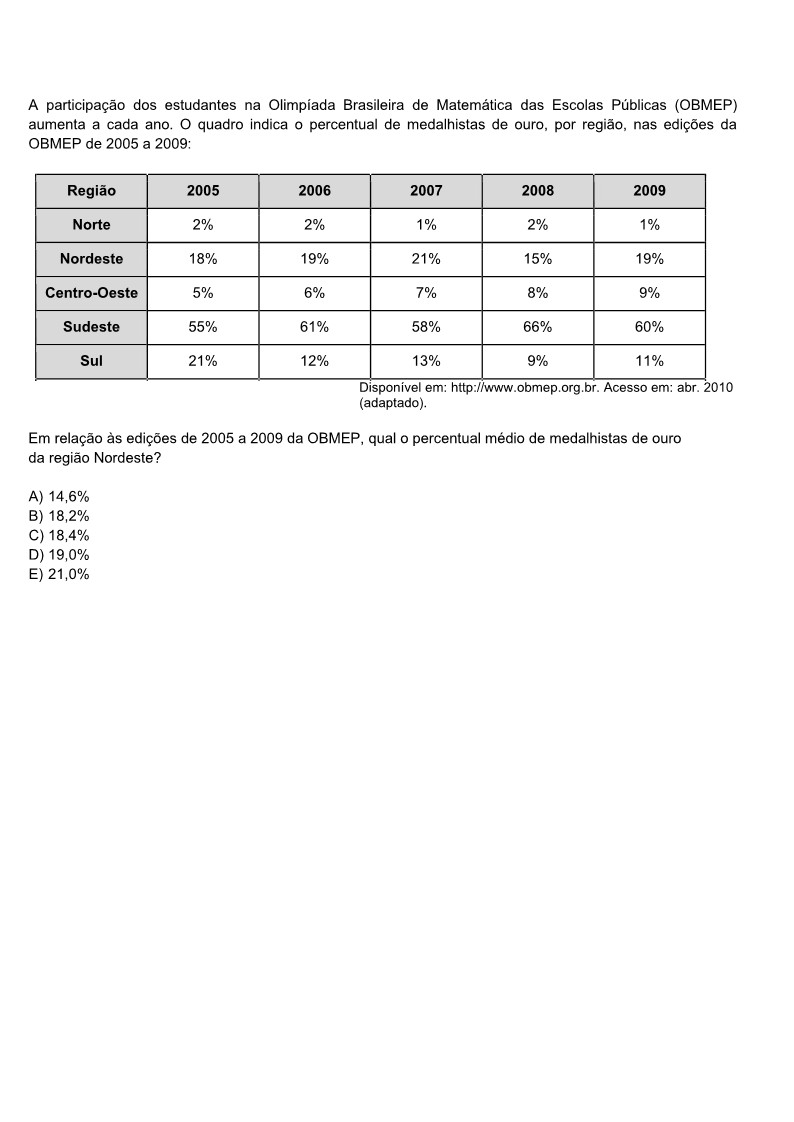 A participação dos estudantes na Olimpíada Brasileira de Matemática das Escolas Públicas (OBMEP)
aumenta a cada ano. O quadro indica o percentual de medalhistas de ouro, por região, nas edições da
OBMEP de 2005 a 2009:
Região 2005 2006 2007 2008 2009
Norte 2% 2% 1% 2% 1%
Nordeste 18% 19% 21% 15% 19%
Centro-Oeste 5% 6% 7% 8% 9%
Sudeste 55% 61% 58% 66% 60%
Sul 21% 12% 13% 9% 11%
Disponível em: http://www.obmep.org.br. Acesso em: abr. 2010
(adaptado).
Em relação às edições de 2005 a 2009 da OBMEP, qual o percentual médio de medalhistas de ouro
da região Nordeste?
A) 14,6%
B) 18,2%
C) 18,4%
D) 19,0%
E) 21,0%